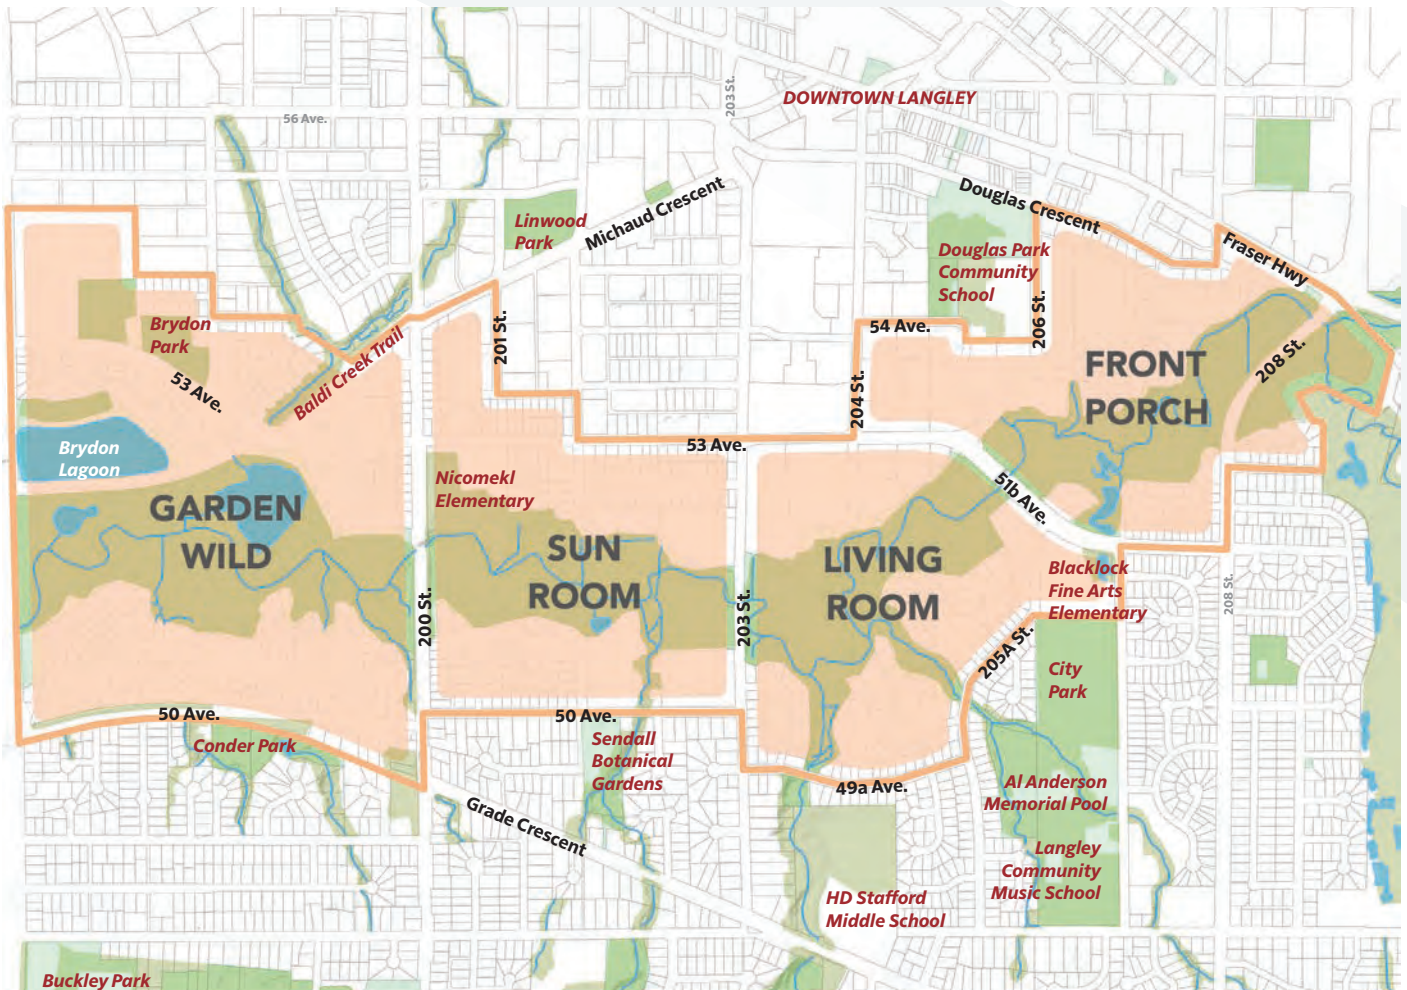 203 St.
DOWNTOWN LANGLEY
56 Ave.
Douglas Crescent
Michaud Crescent
Linwood
Park
Fraser Hwy
Douglas Park
Community
School
206 St.
54 Ave.
201 St.
Brydon
Park
Baldi Creek Trail
53 Ave.
FRONT
PORCH
208 St.
204 St.
53 Ave.
Brydon
Lagoon
Nicomekl
Elementary
51b Ave.
GARDEN
WILD
SUN
ROOM
LIVING
ROOM
Blacklock
Fine Arts
Elementary
200 St.
203 St.
208 St.
205A St.
City
Park
50 Ave.
50 Ave.
Conder Park
Sendall
Botanical
Gardens
49a Ave.
Al Anderson
Memorial Pool
Grade Crescent
Langley
Community
Music School
HD Stafford
Middle School
Buckley Park